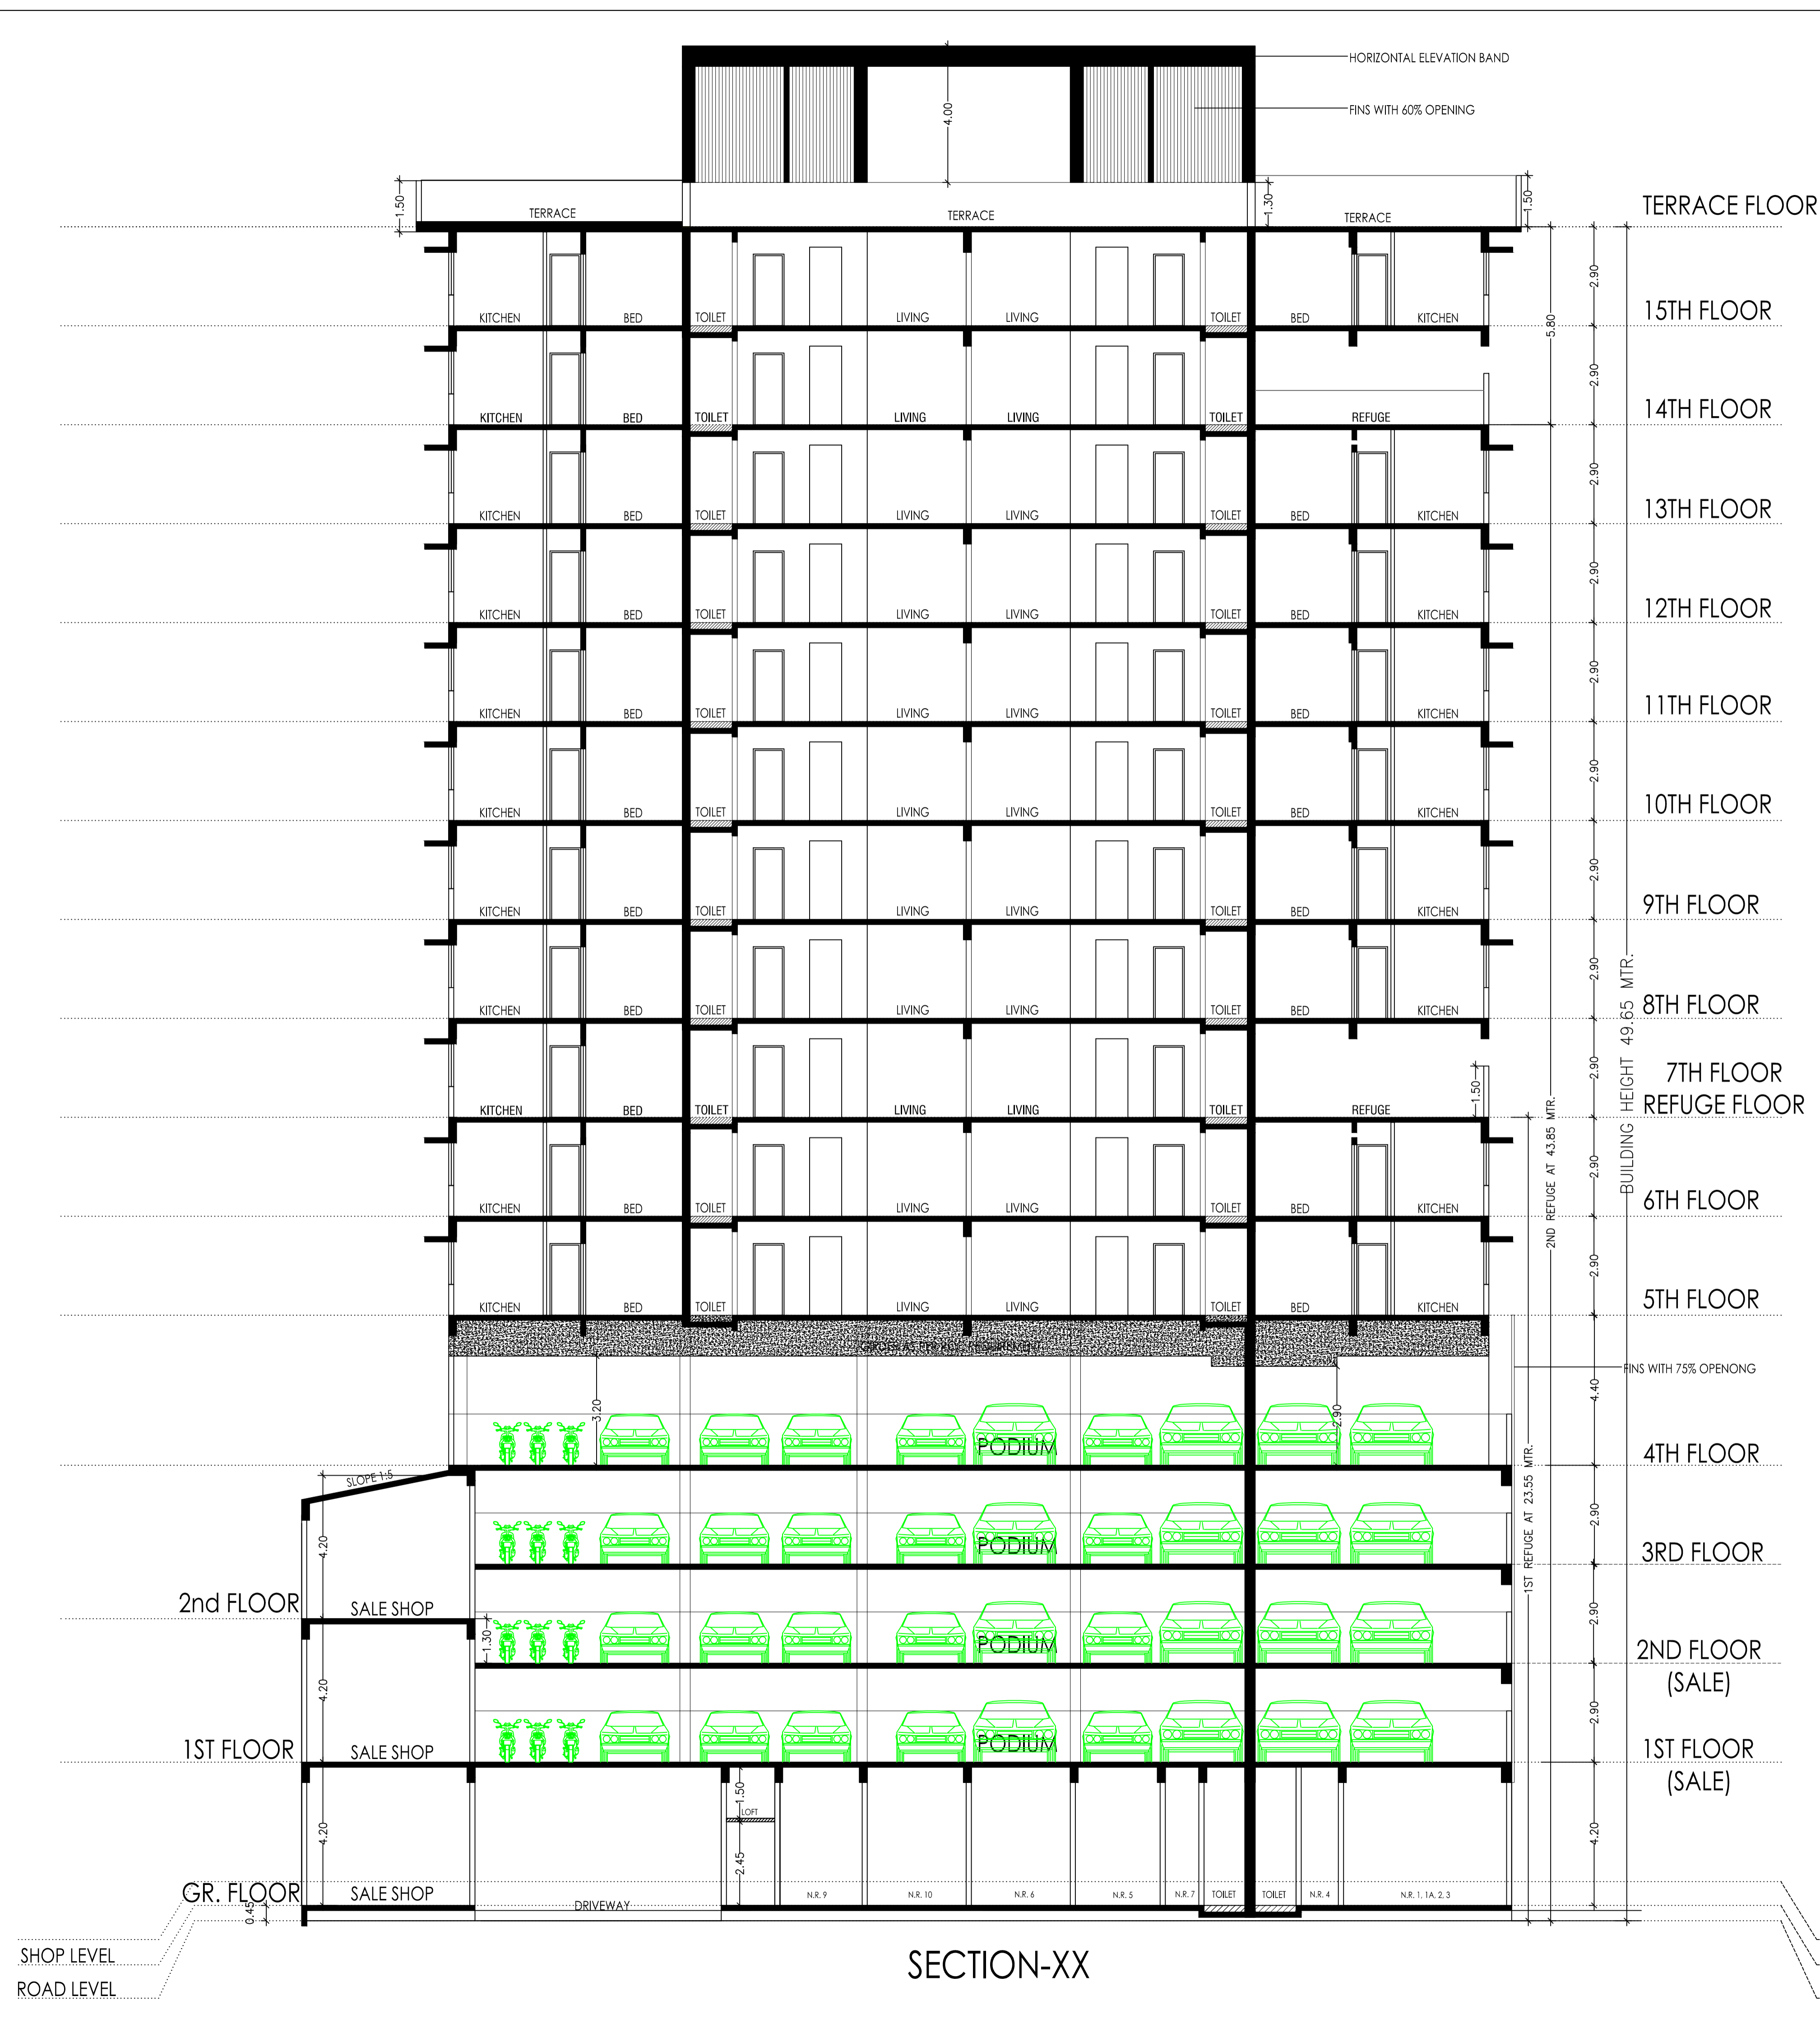 HORIZONTAL ELEVATION BAND
4.00
FINS WITH 60% OPENING
1.50
1.30
1.50
TERRACE TERRACE TERRACE
TERRACE FLOOR
2.90
KITCHEN BED TOILET LIVING LIVING TOILET BED KITCHEN
15TH FLOOR
5.80
2.90
KITCHEN BED TOILET LIVING LIVING TOILET REFUGE
14TH FLOOR
2.90
KITCHEN BED TOILET LIVING LIVING TOILET BED KITCHEN
13TH FLOOR
2.90
KITCHEN BED TOILET LIVING LIVING TOILET BED KITCHEN
12TH FLOOR
2.90
KITCHEN BED TOILET LIVING LIVING TOILET BED KITCHEN
11TH FLOOR
2.90
KITCHEN BED TOILET LIVING LIVING TOILET BED KITCHEN
10TH FLOOR
2.90
KITCHEN BED TOILET LIVING LIVING TOILET BED KITCHEN
9TH FLOOR
2.90
KITCHEN BED TOILET LIVING LIVING TOILET BED KITCHEN
8TH FLOOR
BUILDING HEIGHT 49.65 MTR.
2.90
1.50
KITCHEN BED TOILET LIVING LIVING TOILET REFUGE
7TH FLOOR
REFUGE FLOOR
2ND REFUGE AT 43.85 MTR.
2.90
KITCHEN BED TOILET LIVING LIVING TOILET BED KITCHEN
6TH FLOOR
2.90
KITCHEN BED TOILET LIVING LIVING TOILET BED KITCHEN
5TH FLOOR
FINS WITH 75% OPENONG
3.20
2.90
4.40
PODIUM
4TH FLOOR
1ST REFUGE AT 23.55 MTR.
SLOPE 1:5
4.20
2.90
PODIUM
3RD FLOOR
2nd FLOOR
SALE SHOP
1.30
2.90
PODIUM
2ND FLOOR
(SALE)
4.20
2.90
1ST FLOOR
SALE SHOP
PODIUM
1ST FLOOR
(SALE)
1.50
LOFT
4.20
2.45
4.20
GR. FLOOR
SALE SHOP
DRIVEWAY
N.R. 9 N.R. 10 N.R. 6 N.R. 5 N.R. 7 TOILET TOILET N.R. 4 N.R. 1, 1A, 2, 3
0.45
SHOP LEVEL
ROAD LEVEL
SECTION-XX